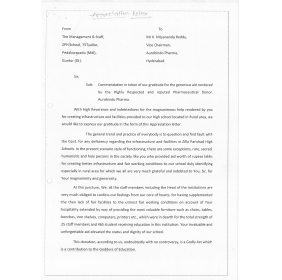 Appreciation Letter
From To
The Management & Staff, Mr. K. Nityananda Reddy,
ZPH School, TSTpallor, Vice Chairman,
Pedakurapadu (Mdl), Aurobindo Pharma,
Guntur (Dt). Hyderabad.
Sir,
Sub: Commendation in token of our gratitude for the generous aid rendered
by the Highly Respected and reputed Pharmaceutical Donor,
Aurobindo Pharma.
With high Reverence and indebtedness for the magnanimous help rendered by you
for creating infrastructure and facilities provided to our high school located in Rural area, we
would like to express our gratitude in the form of this Appreciation letter.
The general trend and practice of everybody is to question and find fault with
the Govt. for any deficiency regarding the infrastructure and facilities in Zilla Parishad High
Schools. In the present scenario style of functioning, there are some exceptions, rare, sacred,
humanistic and holy persons in the society like you who provided aid worth of rupees
for creating better infrastructure and for working conditions to our school duly identifying
especially in rural area for which we all are very much grateful and indebted to You, Sir, for
Your magnanimity and generosity.
At this juncture, We, all the staff members including the Head of the institutions are
very much obliged to confess our feelings from our core of hearts, for having supplemented
the then lack of fair facilities to the utmost for working conditions on account of Your
hospitality extended by way of providing the most valuable furniture such as chairs, tables,
benches, iron shelves, computers, printers etc., which were in dearth for the total strength of
25 staff members and 468 student receiving education in this institution. Your invaluable and
unforgettable aid elevated the status and dignity of our school.
This donation, according to us, undoubtedly with no controversy, is a Godly Act which
is a contribution to the Goddess of Education.